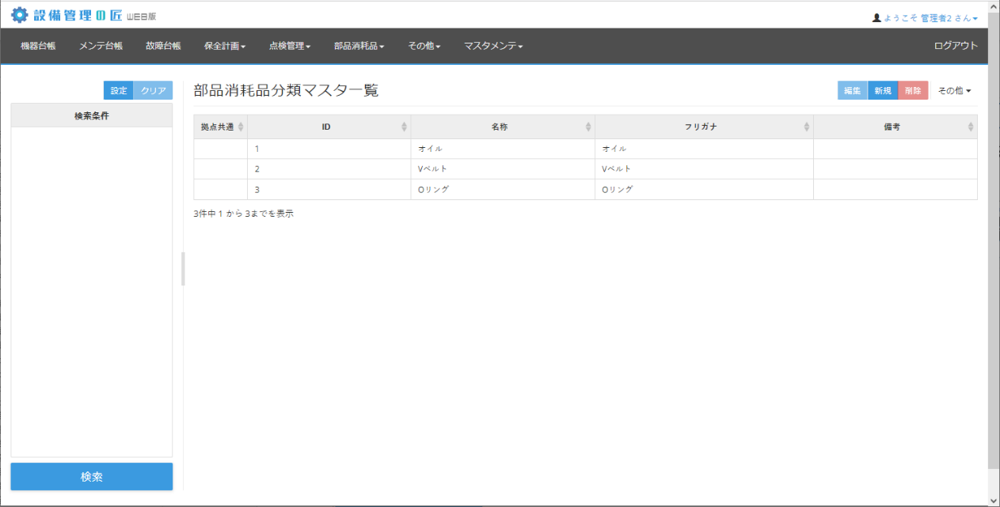 設備管理の匠 WEB版
ようこそ 管理者2 さん
機器台帳 メンテ台帳 故障台帳 保全計画 点検管理 部品消耗品 その他 マスタメンテ ログアウト
設定 クリア
検索条件
検索
部品消耗品分類マスタ一覧
編集 新規 削除 その他
拠点共通 ID 名称 フリガナ 備考
1 オイル オイル
2 Vベルト Vベルト
3 Oリング Oリング
3件中 1 から 3までを表示